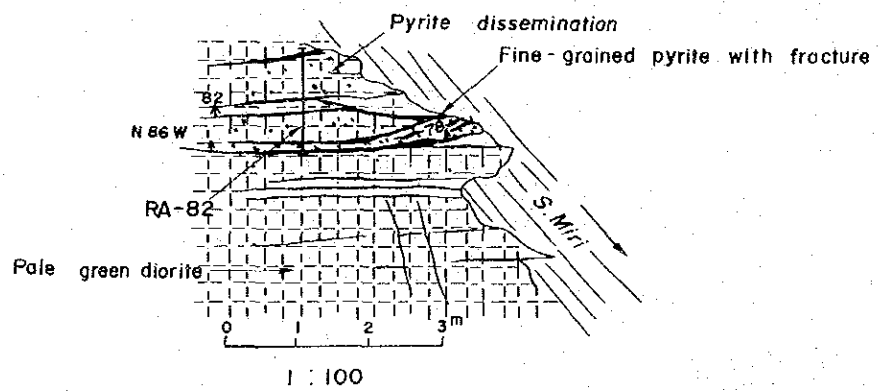 Pyrite dissemination
Fine-grained pyrite with fracture
82
78
N 86 W
RA-82
S. Miri
Pale green diorite
0 1 2 3 m
1 : 100